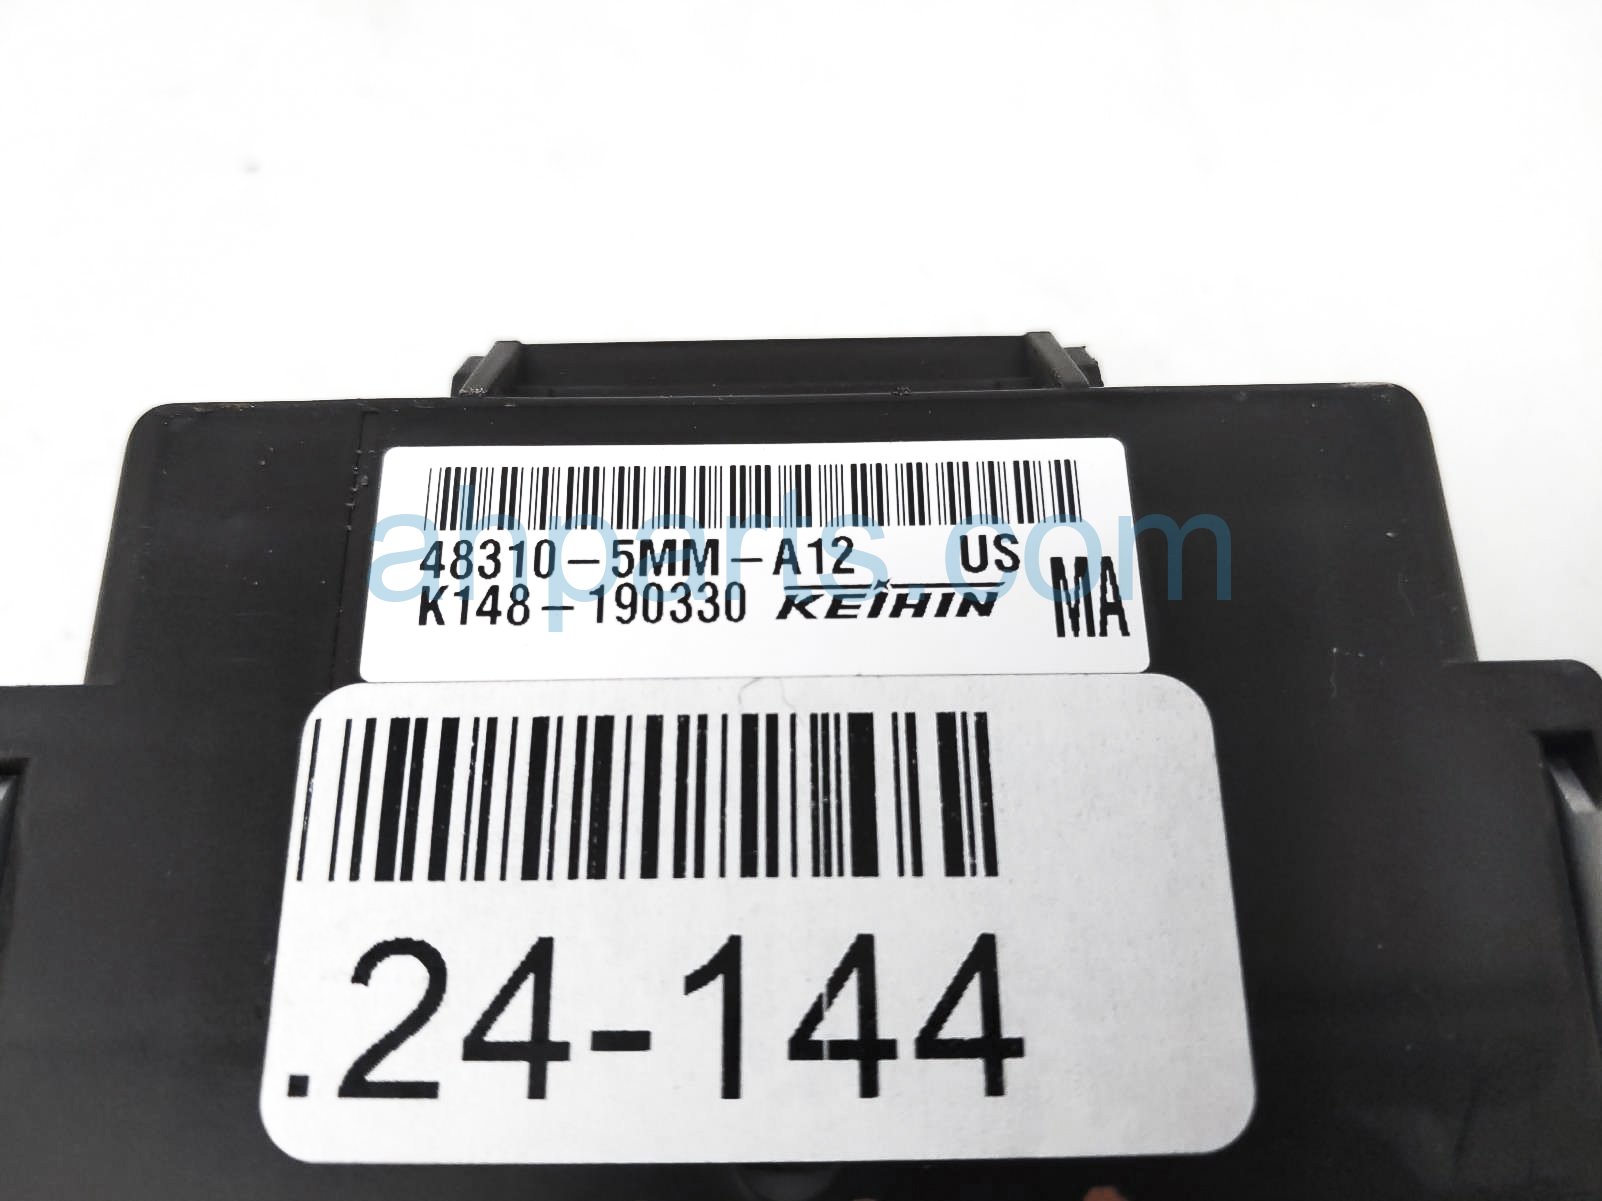 48310-5MM-A12 US
K148-190330 KEIHIN MA
ahparts.com
.24-144